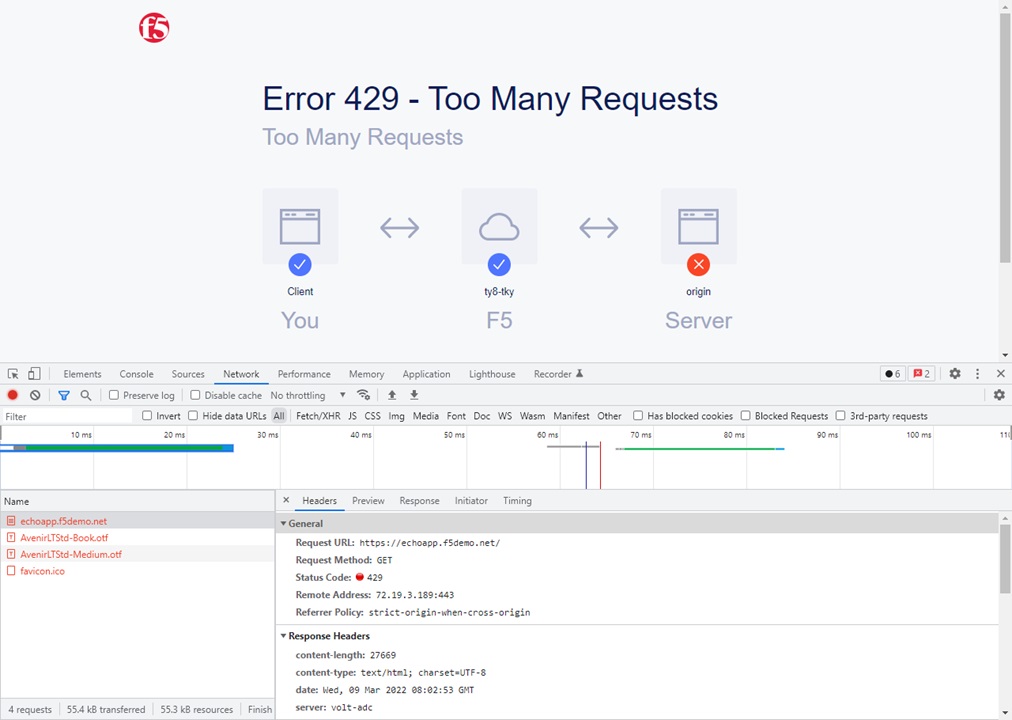 f5
Error 429 - Too Many Requests
Too Many Requests
Client ty8-tky origin
You F5 Server
Elements Console Sources Network Performance Memory Application Lighthouse Recorder 6 2
Preserve log Disable cache No throttling
Filter Invert Hide data URLs All Fetch/XHR JS CSS Img Media Font Doc WS Wasm Manifest Other Has blocked cookies Blocked Requests 3rd-party requests
10 ms 20 ms 30 ms 40 ms 50 ms 60 ms 70 ms 80 ms 90 ms 100 ms
Name
echoapp.f5demo.net
AvenirLTStd-Book.otf
AvenirLTStd-Medium.otf
favicon.ico
4 requests 55.4 kB transferred 55.3 kB resources Finish
Headers Preview Response Initiator Timing
General
Request URL: https://echoapp.f5demo.net/
Request Method: GET
Status Code: 429
Remote Address: 72.19.3.189:443
Referrer Policy: strict-origin-when-cross-origin
Response Headers
content-length: 27669
content-type: text/html; charset=UTF-8
date: Wed, 09 Mar 2022 08:02:53 GMT
server: volt-adc